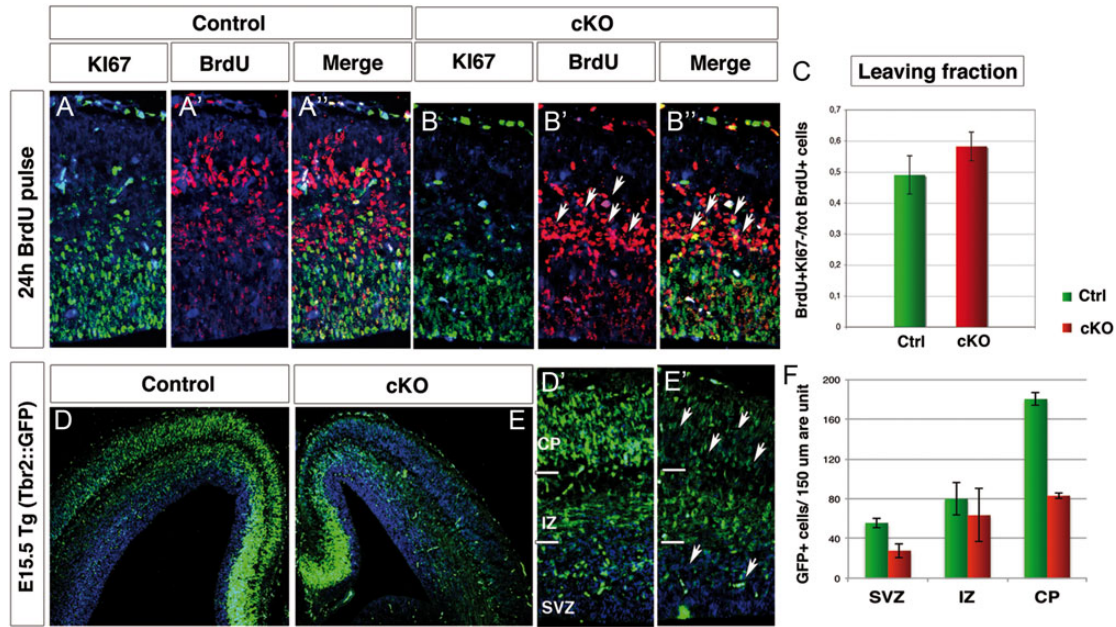 Control
cKO
KI67
BrdU
Merge
KI67
BrdU
Merge
24h BrdU pulse
A
A'
A''
B
B'
B''
C
Leaving fraction
BrdU+KI67-/tot BrdU+ cells
0,7
0,6
0,5
0,4
0,3
0,2
0,1
0
Ctrl
cKO
Ctrl
cKO
E15.5 Tg (Tbr2::GFP)
Control
cKO
D
E
D'
E'
CP
IZ
SVZ
F
GFP+ cells/ 150 um are unit
200
160
120
80
40
0
SVZ
IZ
CP